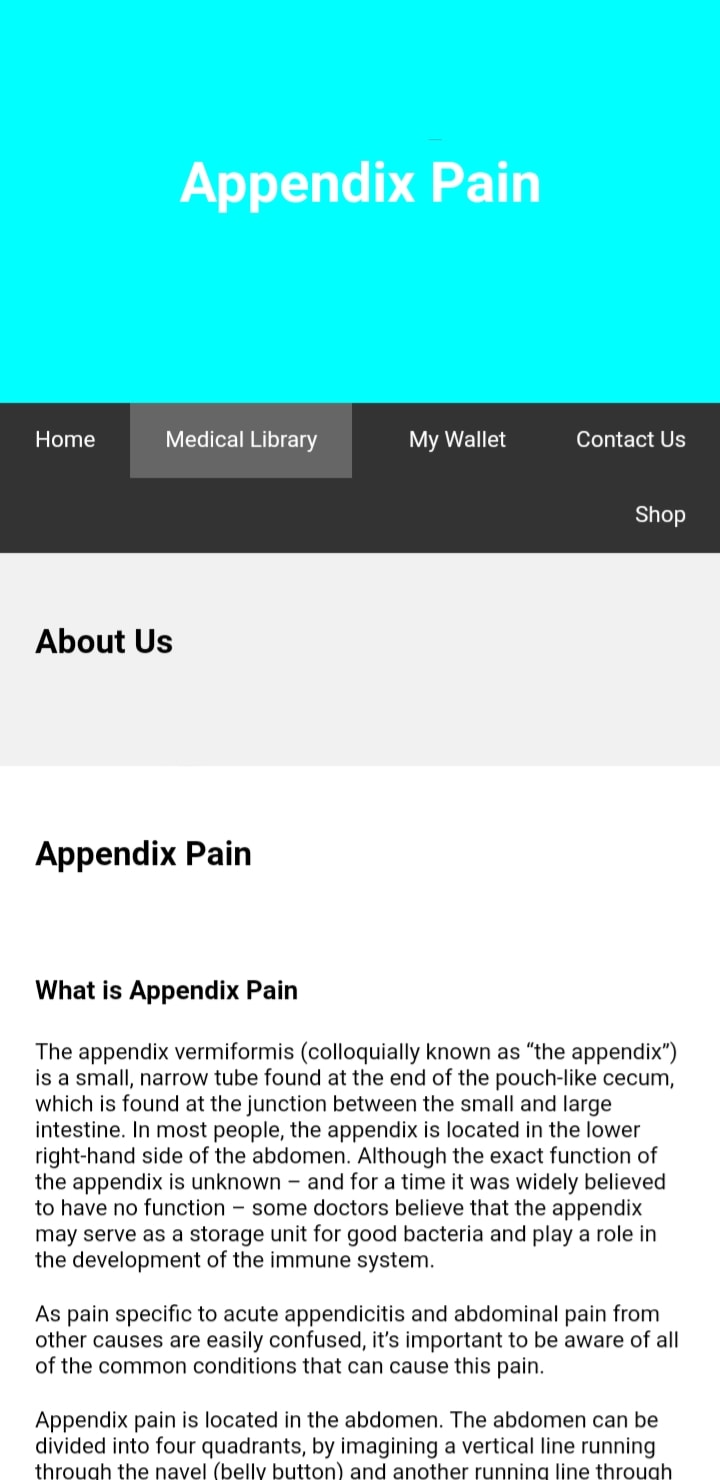 Appendix Pain
Home
Medical Library
My Wallet
Contact Us
Shop
About Us
Appendix Pain
What is Appendix Pain
The appendix vermiformis (colloquially known as “the appendix”)
is a small, narrow tube found at the end of the pouch-like cecum,
which is found at the junction between the small and large
intestine. In most people, the appendix is located in the lower
right-hand side of the abdomen. Although the exact function of
the appendix is unknown – and for a time it was widely believed
to have no function – some doctors believe that the appendix
may serve as a storage unit for good bacteria and play a role in
the development of the immune system.
As pain specific to acute appendicitis and abdominal pain from
other causes are easily confused, it’s important to be aware of all
of the common conditions that can cause this pain.
Appendix pain is located in the abdomen. The abdomen can be
divided into four quadrants, by imagining a vertical line running
through the navel (belly button) and another running line through